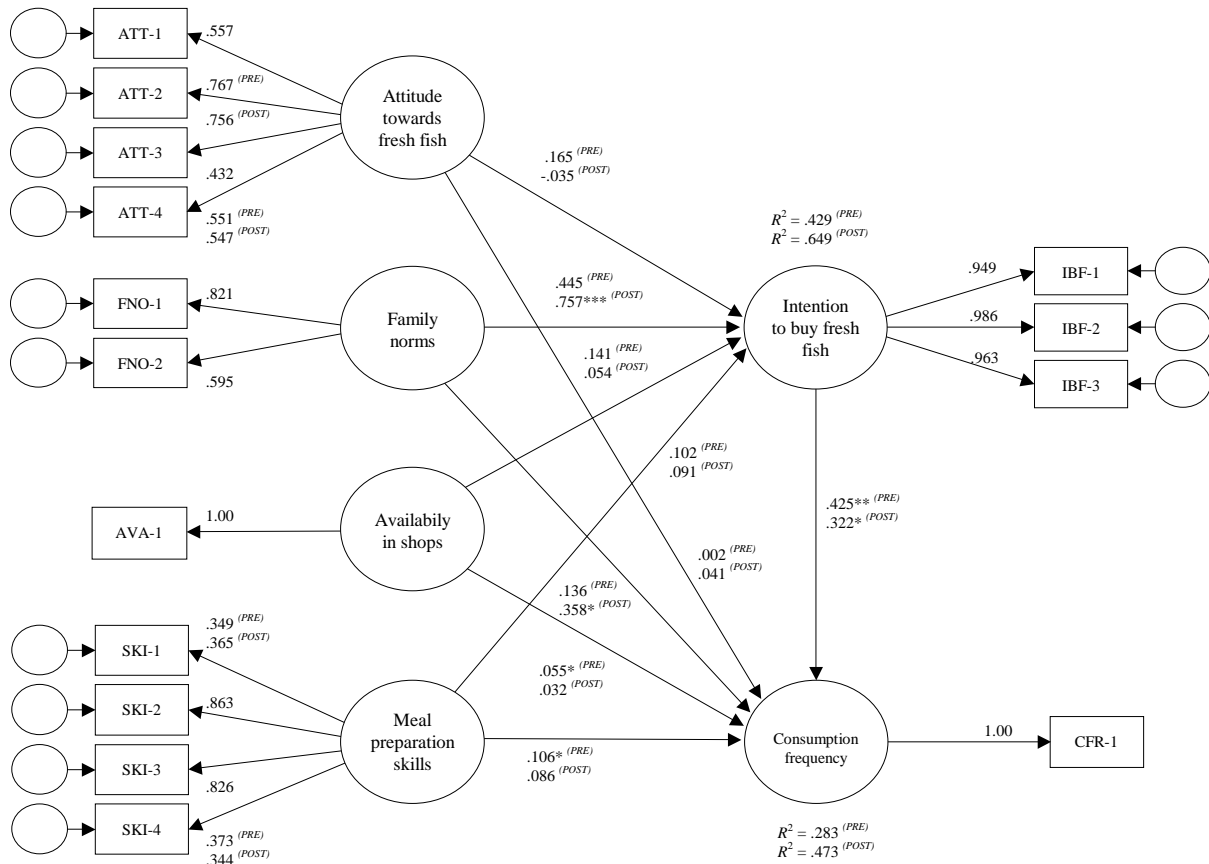 ATT-1
.557
ATT-2
.767 (PRE)
.756 (POST)
ATT-3
.432
ATT-4
.551 (PRE)
.547 (POST)
Attitude
towards
fresh fish
.165 (PRE)
-.035 (POST)
R² = .429 (PRE)
R² = .649 (POST)
FNO-1
.821
FNO-2
.595
Family
norms
.445 (PRE)
.757*** (POST)
.141 (PRE)
.054 (POST)
Intention
to buy fresh
fish
.949
IBF-1
.986
IBF-2
.963
IBF-3
.102 (PRE)
.091 (POST)
.425** (PRE)
.322* (POST)
AVA-1
1.00
Availabily
in shops
.002 (PRE)
.041 (POST)
.136 (PRE)
.358* (POST)
.055* (PRE)
.032 (POST)
.349 (PRE)
.365 (POST)
SKI-1
SKI-2
.863
SKI-3
.826
SKI-4
.373 (PRE)
.344 (POST)
Meal
preparation
skills
.106* (PRE)
.086 (POST)
Consumption
frequency
1.00
CFR-1
R² = .283 (PRE)
R² = .473 (POST)